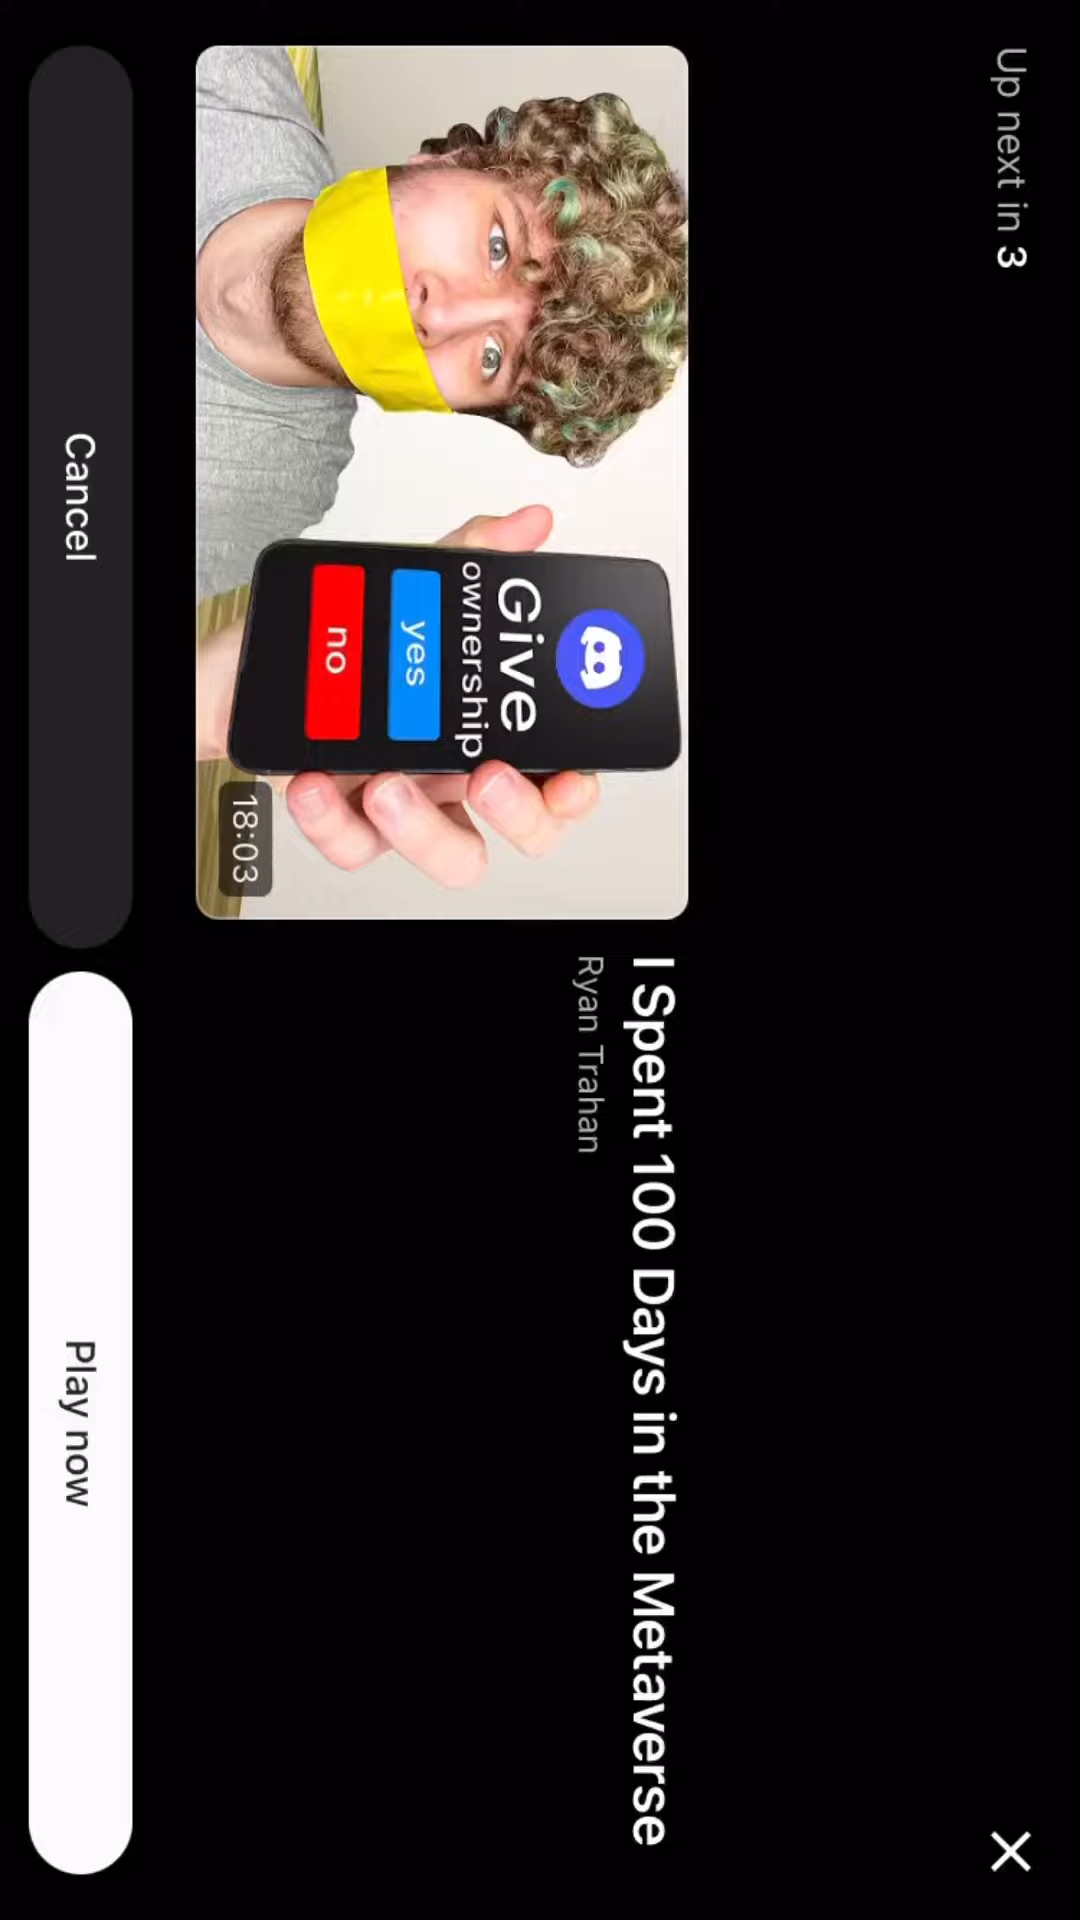 Up next in 3
Give
ownership
yes
no
18:03
I Spent 100 Days in the Metaverse
Ryan Trahan
Cancel
Play now